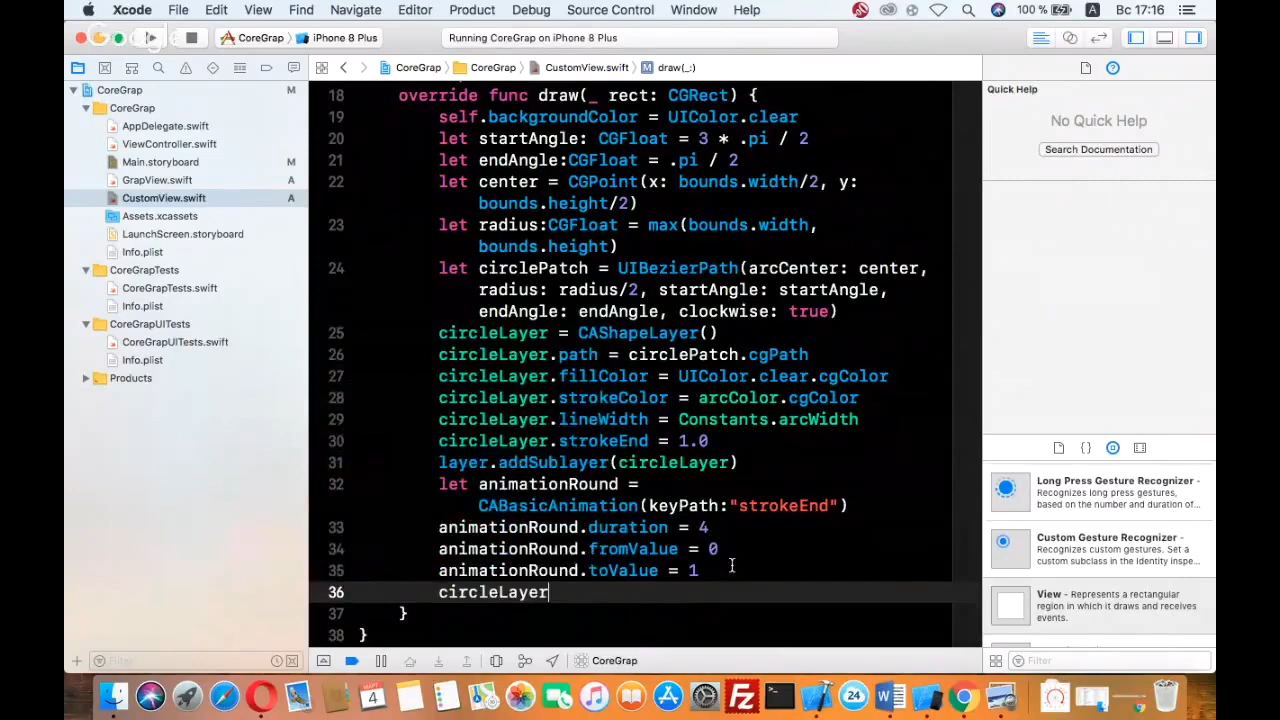 Xcode File Edit View Find Navigate Editor Product Debug Source Control Window Help 100 % A Вс 17:16
CoreGrap iPhone 8 Plus Running CoreGrap on iPhone 8 Plus
CoreGrap CoreGrap CustomView.swift M draw(_:)
CoreGrap M
CoreGrap
AppDelegate.swift
ViewController.swift
Main.storyboard M
GrapView.swift A
CustomView.swift A
Assets.xcassets
LaunchScreen.storyboard
Info.plist
CoreGrapTests
CoreGrapTests.swift
Info.plist
CoreGrapUITests
CoreGrapUITests.swift
Info.plist
Products
Filter
18 override func draw(_ rect: CGRect) {
19 self.backgroundColor = UIColor.clear
20 let startAngle: CGFloat = 3 * .pi / 2
21 let endAngle:CGFloat = .pi / 2
22 let center = CGPoint(x: bounds.width/2, y:
bounds.height/2)
23 let radius:CGFloat = max(bounds.width,
bounds.height)
24 let circlePatch = UIBezierPath(arcCenter: center,
radius: radius/2, startAngle: startAngle,
endAngle: endAngle, clockwise: true)
25 circleLayer = CAShapeLayer()
26 circleLayer.path = circlePatch.cgPath
27 circleLayer.fillColor = UIColor.clear.cgColor
28 circleLayer.strokeColor = arcColor.cgColor
29 circleLayer.lineWidth = Constants.arcWidth
30 circleLayer.strokeEnd = 1.0
31 layer.addSublayer(circleLayer)
32 let animationRound =
CABasicAnimation(keyPath:"strokeEnd")
33 animationRound.duration = 4
34 animationRound.fromValue = 0
35 animationRound.toValue = 1
36 circleLayer
37 }
38 }
CoreGrap
Quick Help
No Quick Help
Search Documentation
{ }
Long Press Gesture Recognizer -
Recognizes long press gestures,
based on the number and duration of...
Custom Gesture Recognizer -
Recognizes custom gestures. Set a
custom subclass in the identity inspe...
View - Represents a rectangular
region in which it draws and receives
events.
Filter
4
Fz
24
W